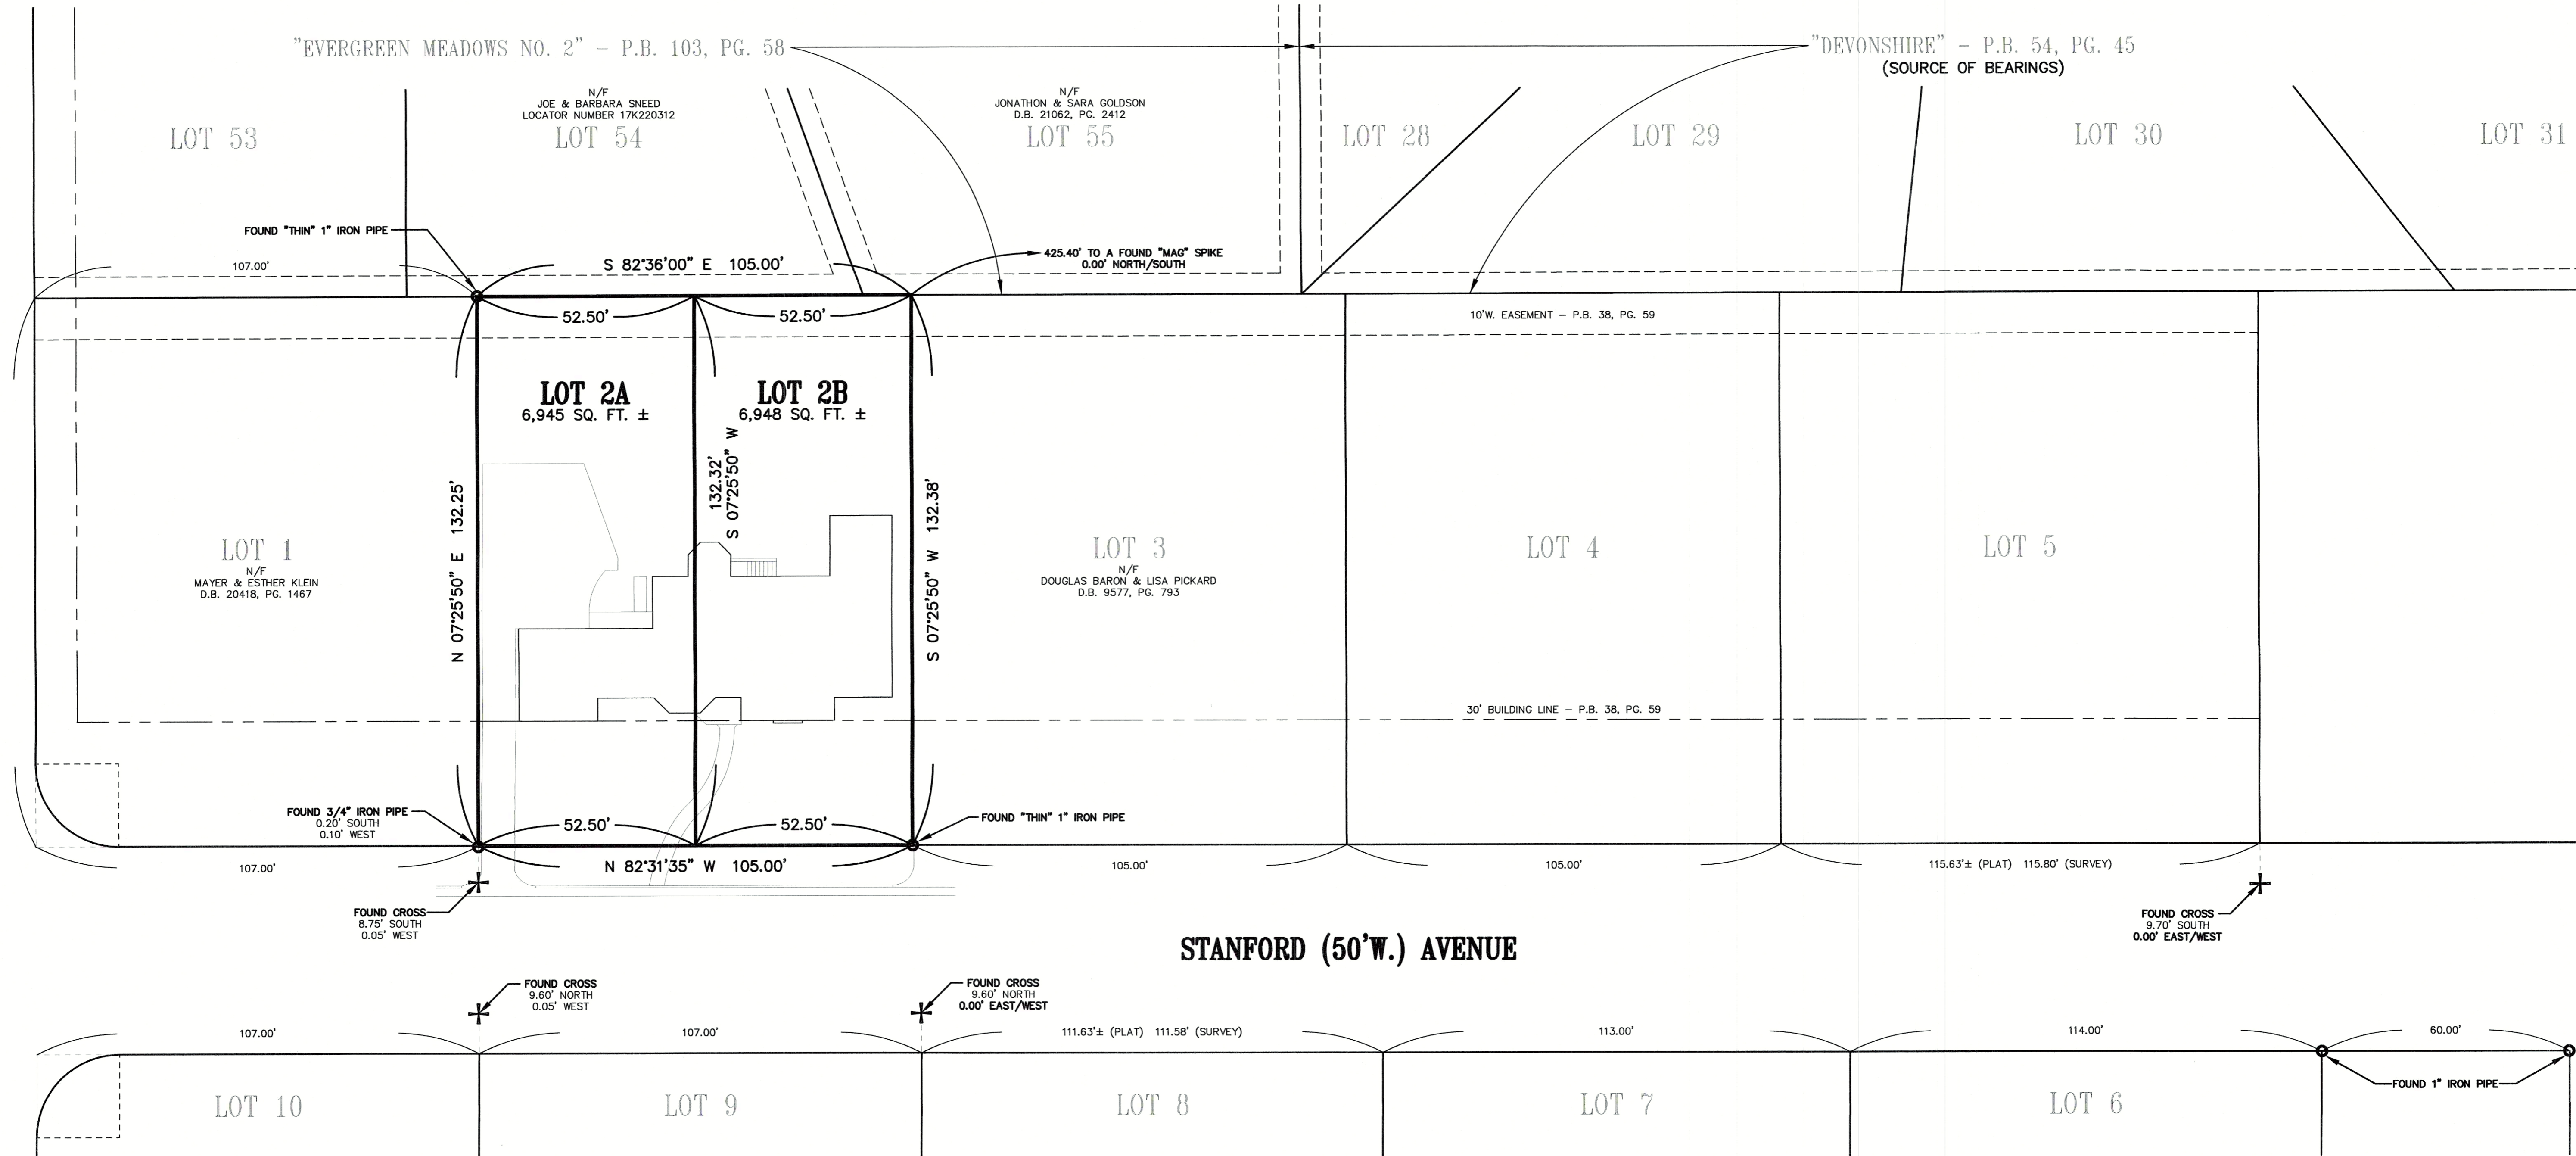 "EVERGREEN MEADOWS NO. 2" – P.B. 103, PG. 58
"DEVONSHIRE" – P.B. 54, PG. 45
(SOURCE OF BEARINGS)
LOT 53
N/F
JOE & BARBARA SNEED
LOCATOR NUMBER 17K220312
LOT 54
N/F
JONATHON & SARA GOLDSON
D.B. 21062, PG. 2412
LOT 55
LOT 28
LOT 29
LOT 30
LOT 31
FOUND "THIN" 1" IRON PIPE
107.00'
S 82°36'00" E 105.00'
425.40' TO A FOUND "MAG" SPIKE
0.00' NORTH/SOUTH
52.50'
52.50'
10'W. EASEMENT – P.B. 38, PG. 59
LOT 2A
6,945 SQ. FT. ±
LOT 2B
6,948 SQ. FT. ±
N 07°25'50" E 132.25'
132.32'
S 07°25'50" W
S 07°25'50" W 132.38'
LOT 1
N/F
MAYER & ESTHER KLEIN
D.B. 20418, PG. 1467
LOT 3
N/F
DOUGLAS BARON & LISA PICKARD
D.B. 9577, PG. 793
LOT 4
LOT 5
30' BUILDING LINE – P.B. 38, PG. 59
FOUND 3/4" IRON PIPE
0.20' SOUTH
0.10' WEST
52.50'
52.50'
FOUND "THIN" 1" IRON PIPE
107.00'
N 82°31'35" W 105.00'
105.00'
105.00'
115.63'± (PLAT) 115.80' (SURVEY)
FOUND CROSS
8.75' SOUTH
0.05' WEST
FOUND CROSS
9.70' SOUTH
0.00' EAST/WEST
STANFORD (50'W.) AVENUE
FOUND CROSS
9.60' NORTH
0.05' WEST
FOUND CROSS
9.60' NORTH
0.00' EAST/WEST
107.00'
107.00'
111.63'± (PLAT) 111.58' (SURVEY)
113.00'
114.00'
60.00'
FOUND 1" IRON PIPE
LOT 10
LOT 9
LOT 8
LOT 7
LOT 6